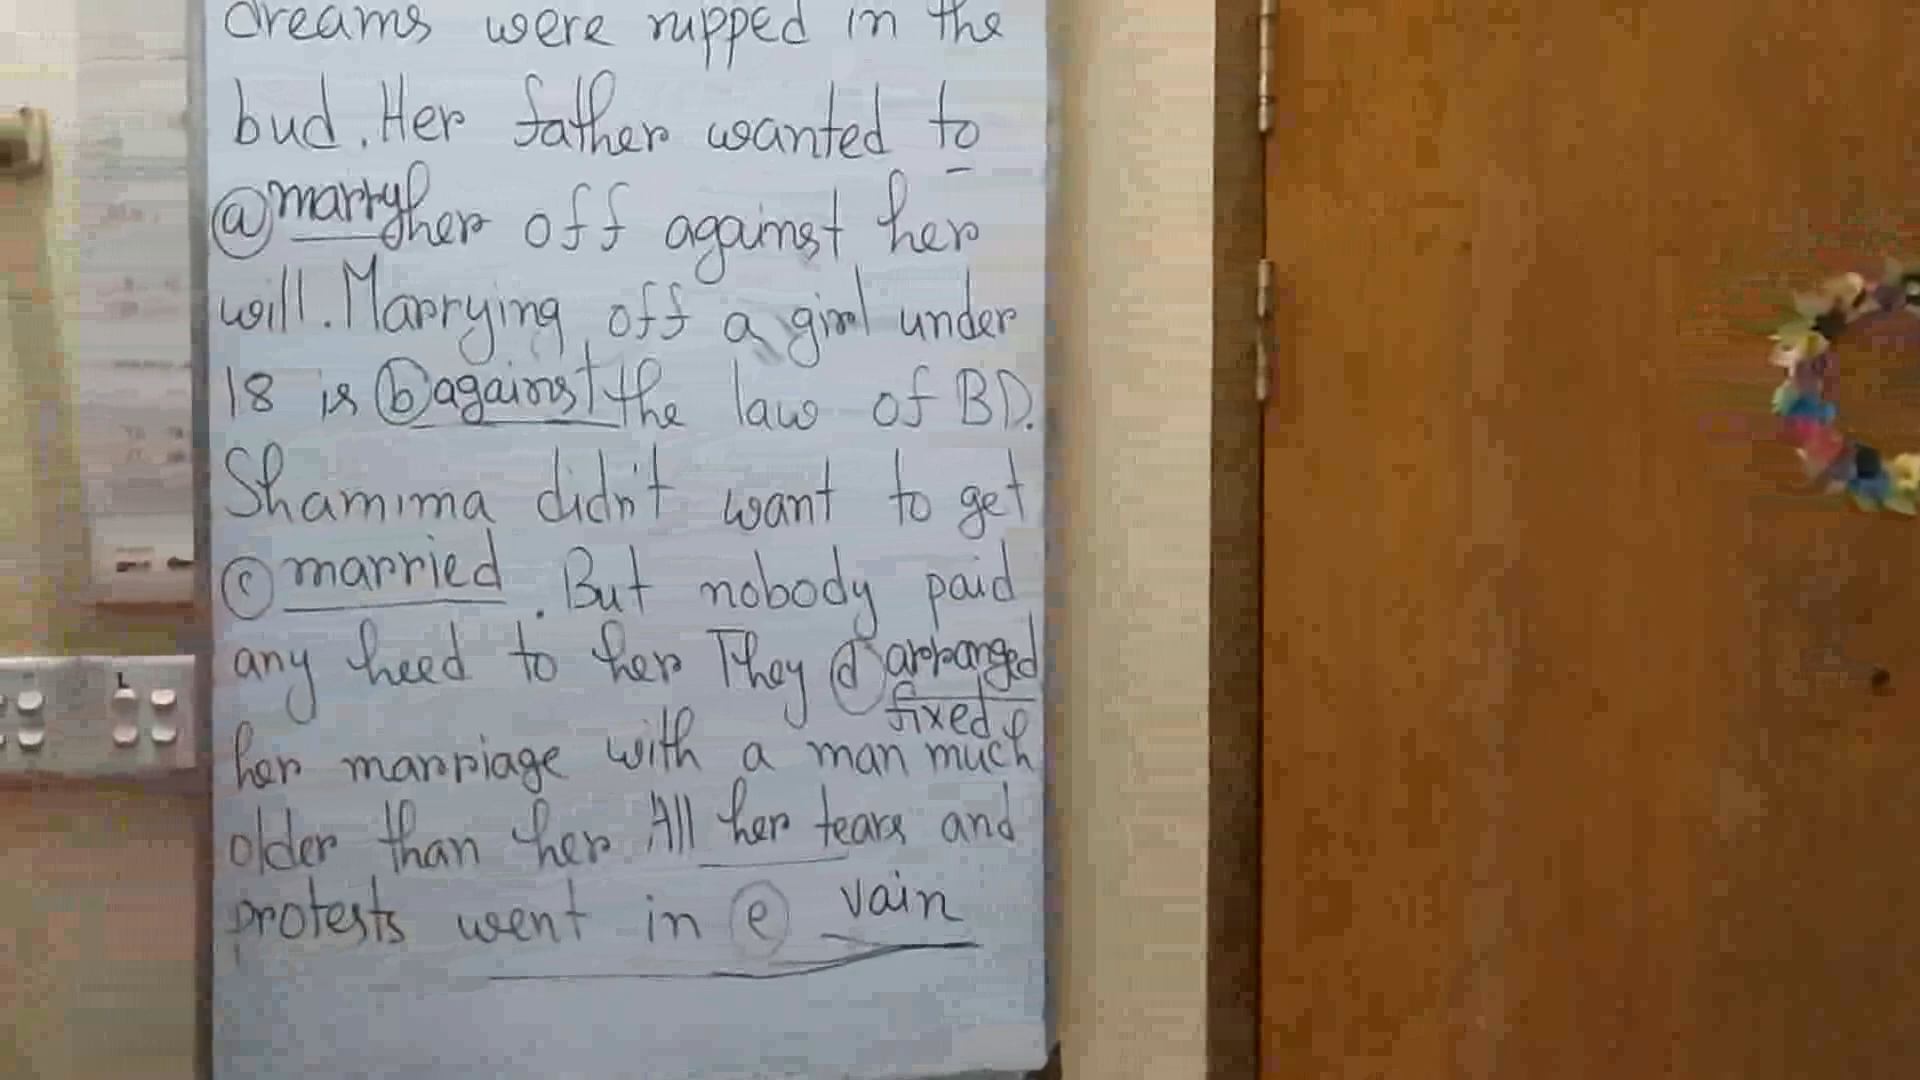 dreams were nipped in the
bud. Her father wanted to
ⓐ marry her off against her
will. Marrying off a girl under
18 is ⓑ against the law of BD.
Shamima didn't want to get
ⓒ married. But nobody paid
any heed to her They ⓓ arranged
fixed
her marriage with a man much
older than her All her tears and
protests went in ⓔ vain